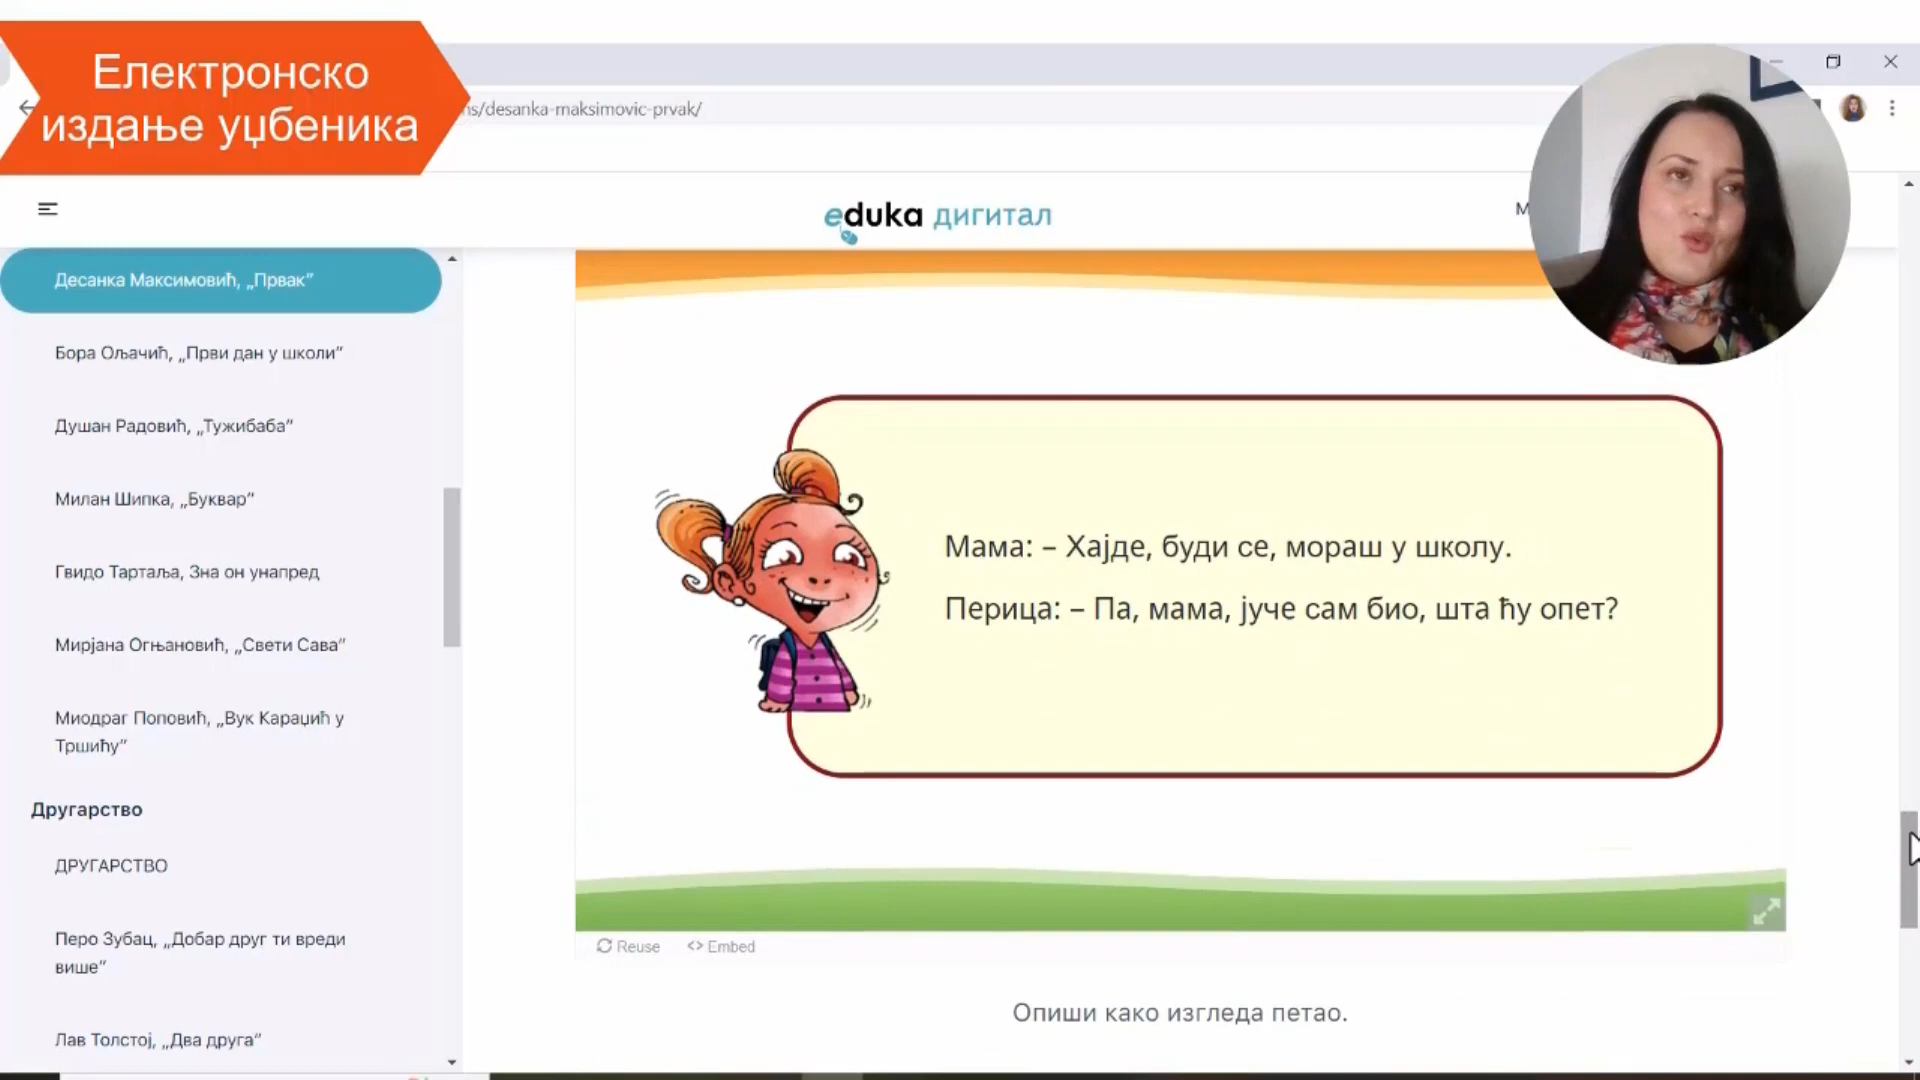 Електронско
издање уџбеника
ns/desanka-maksimovic-prvak/
eduka дигитал
М
Десанка Максимовић, „Првак”
Бора Ољачић, „Први дан у школи”
Душан Радовић, „Тужибаба”
Милан Шипка, „Буквар”
Гвидо Тартаља, Зна он унапред
Мирјана Огњановић, „Свети Сава”
Миодраг Поповић, „Вук Караџић у
Тршићу”
Другарство
ДРУГАРСТВО
Перо Зубац, „Добар друг ти вреди
више”
Лав Толстој, „Два друга”
Мама: – Хајде, буди се, мораш у школу.
Перица: – Па, мама, јуче сам био, шта ћу опет?
Reuse <> Embed
Опиши како изгледа петао.